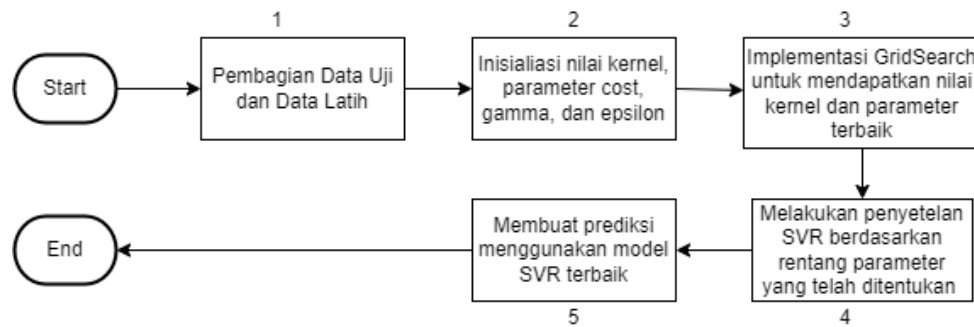 1
2
3
Start
Pembagian Data Uji
dan Data Latih
Inisialiasi nilai kernel,
parameter cost,
gamma, dan epsilon
Implementasi GridSearch
untuk mendapatkan nilai
kernel dan parameter
terbaik
Melakukan penyetelan
SVR berdasarkan
rentang parameter
yang telah ditentukan
4
Membuat prediksi
menggunakan model
SVR terbaik
5
End